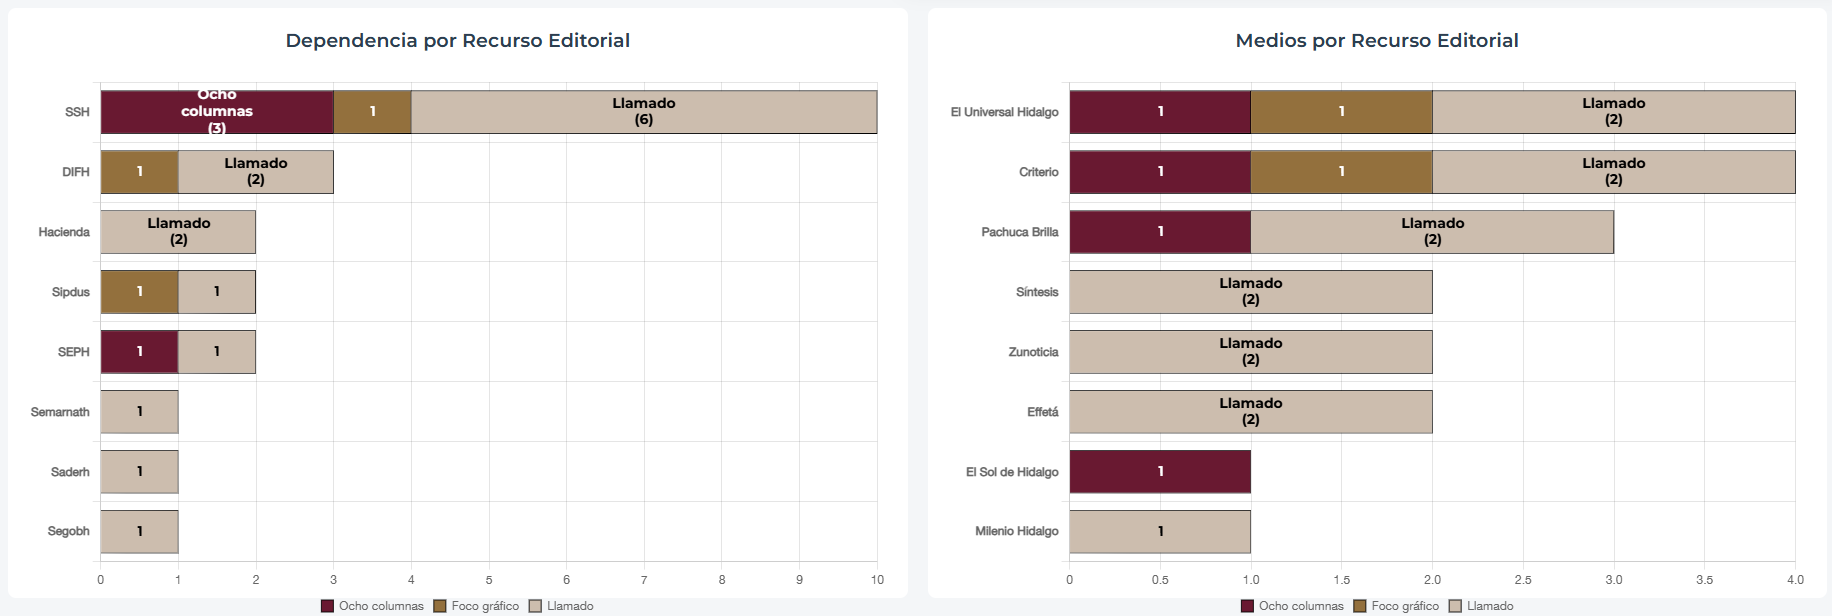 Dependencia por Recurso Editorial
SSH
Ocho
columnas
(3)
1
Llamado
(6)
DIFH
1
Llamado
(2)
Hacienda
Llamado
(2)
Sipdus
1
1
SEPH
1
1
Semarnath
1
Saderh
1
Segobh
1
0 1 2 3 4 5 6 7 8 9 10
Ocho columnas Foco gráfico Llamado
Medios por Recurso Editorial
El Universal Hidalgo
1
1
Llamado
(2)
Criterio
1
1
Llamado
(2)
Pachuca Brilla
1
Llamado
(2)
Síntesis
Llamado
(2)
Zunoticia
Llamado
(2)
Effetá
Llamado
(2)
El Sol de Hidalgo
1
Milenio Hidalgo
1
0 0.5 1.0 1.5 2.0 2.5 3.0 3.5 4.0
Ocho columnas Foco gráfico Llamado